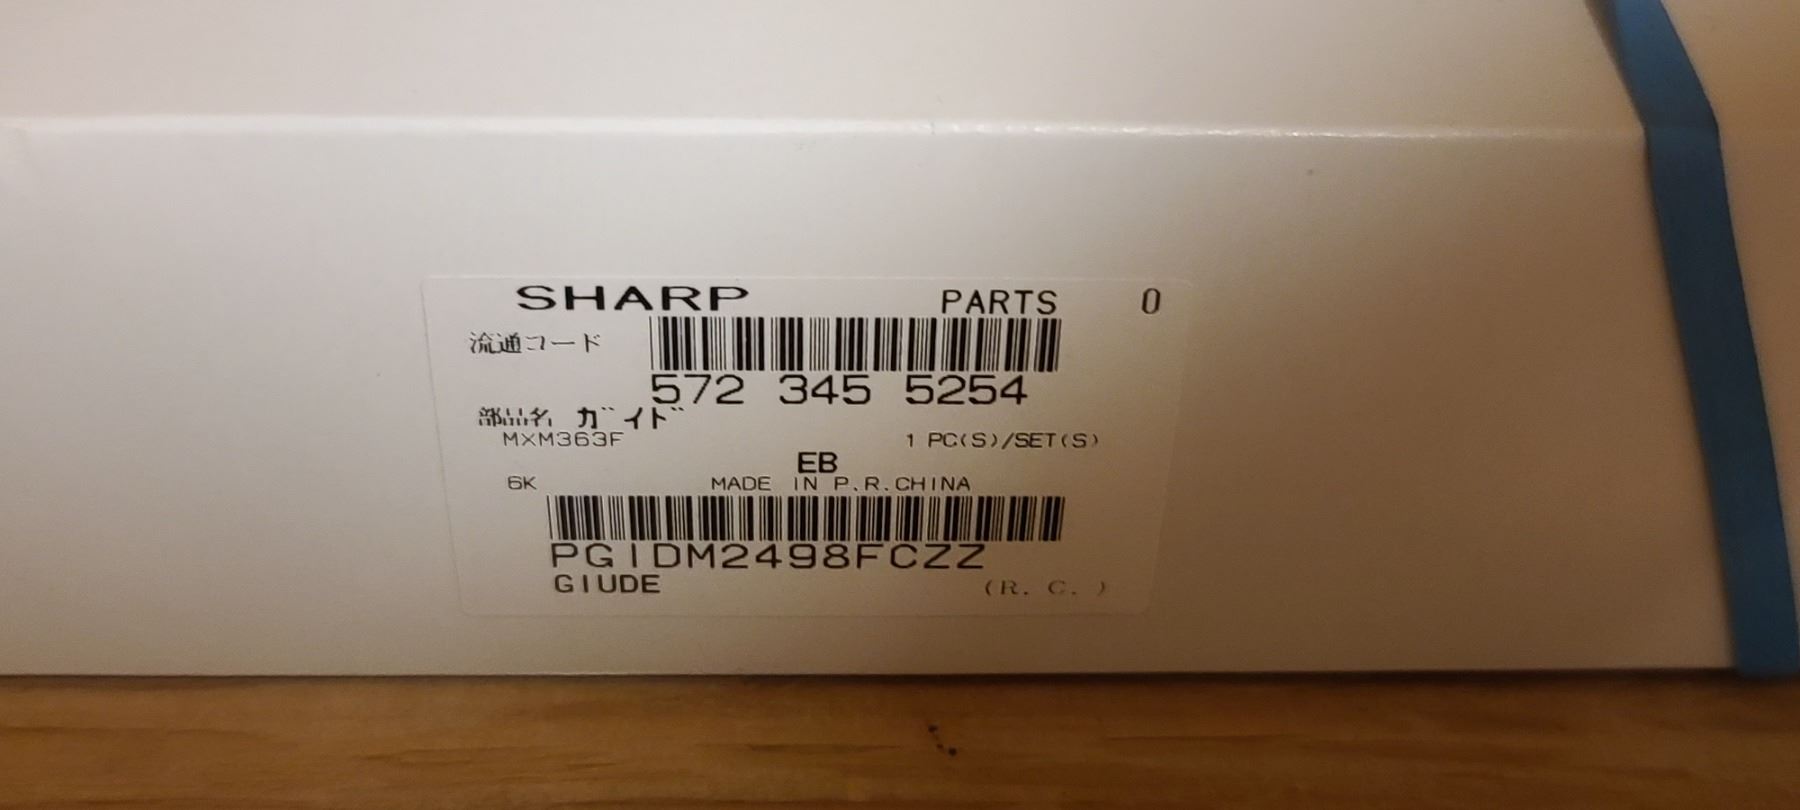 SHARP PARTS 0
流通コード
572 345 5254
部品名 ガイド
MXM363F 1 PC(S)/SET(S)
EB
6K MADE IN P.R.CHINA
PGIDM2498FCZZ
GIUDE (R. C. )